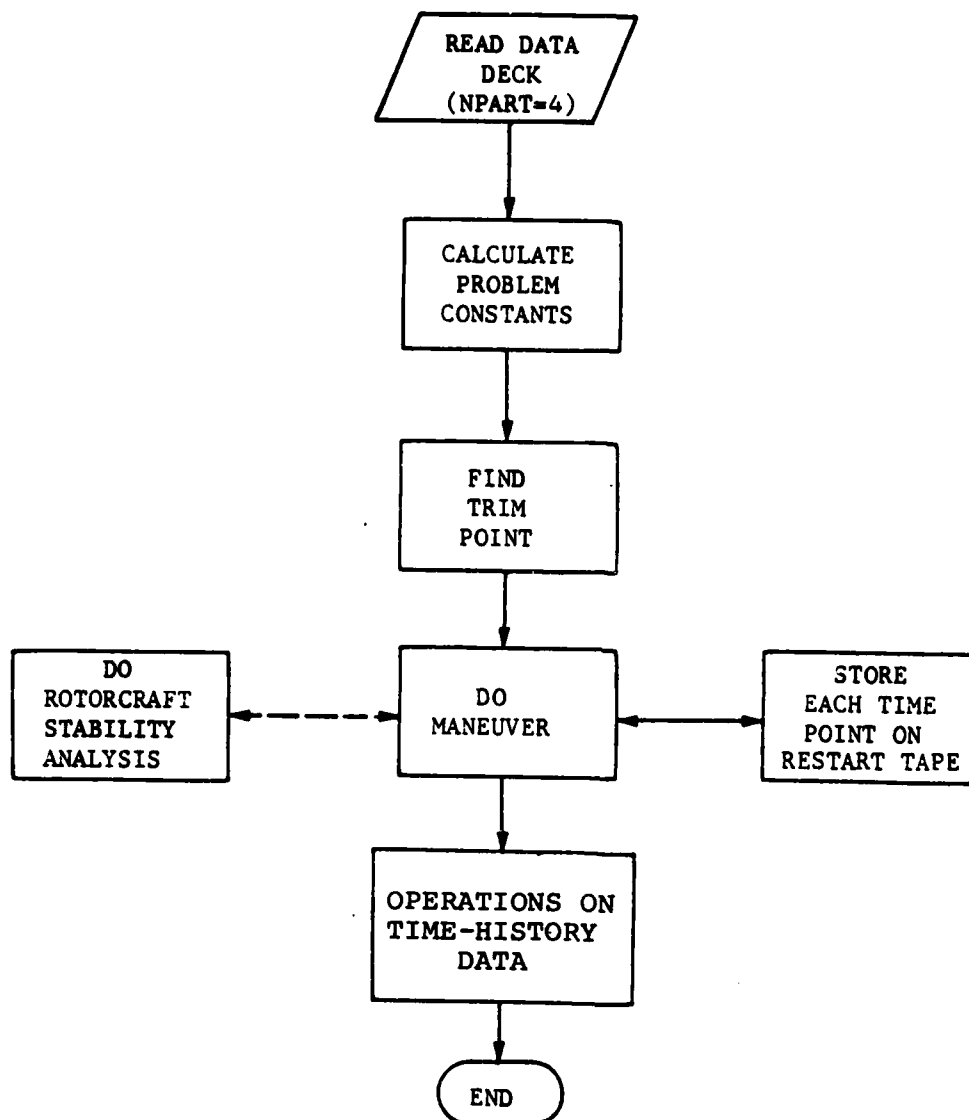 READ DATA
DECK
(NPART=4)
CALCULATE
PROBLEM
CONSTANTS
FIND
TRIM
POINT
DO
ROTORCRAFT
STABILITY
ANALYSIS
DO
MANEUVER
STORE
EACH TIME
POINT ON
RESTART TAPE
OPERATIONS ON
TIME-HISTORY
DATA
END